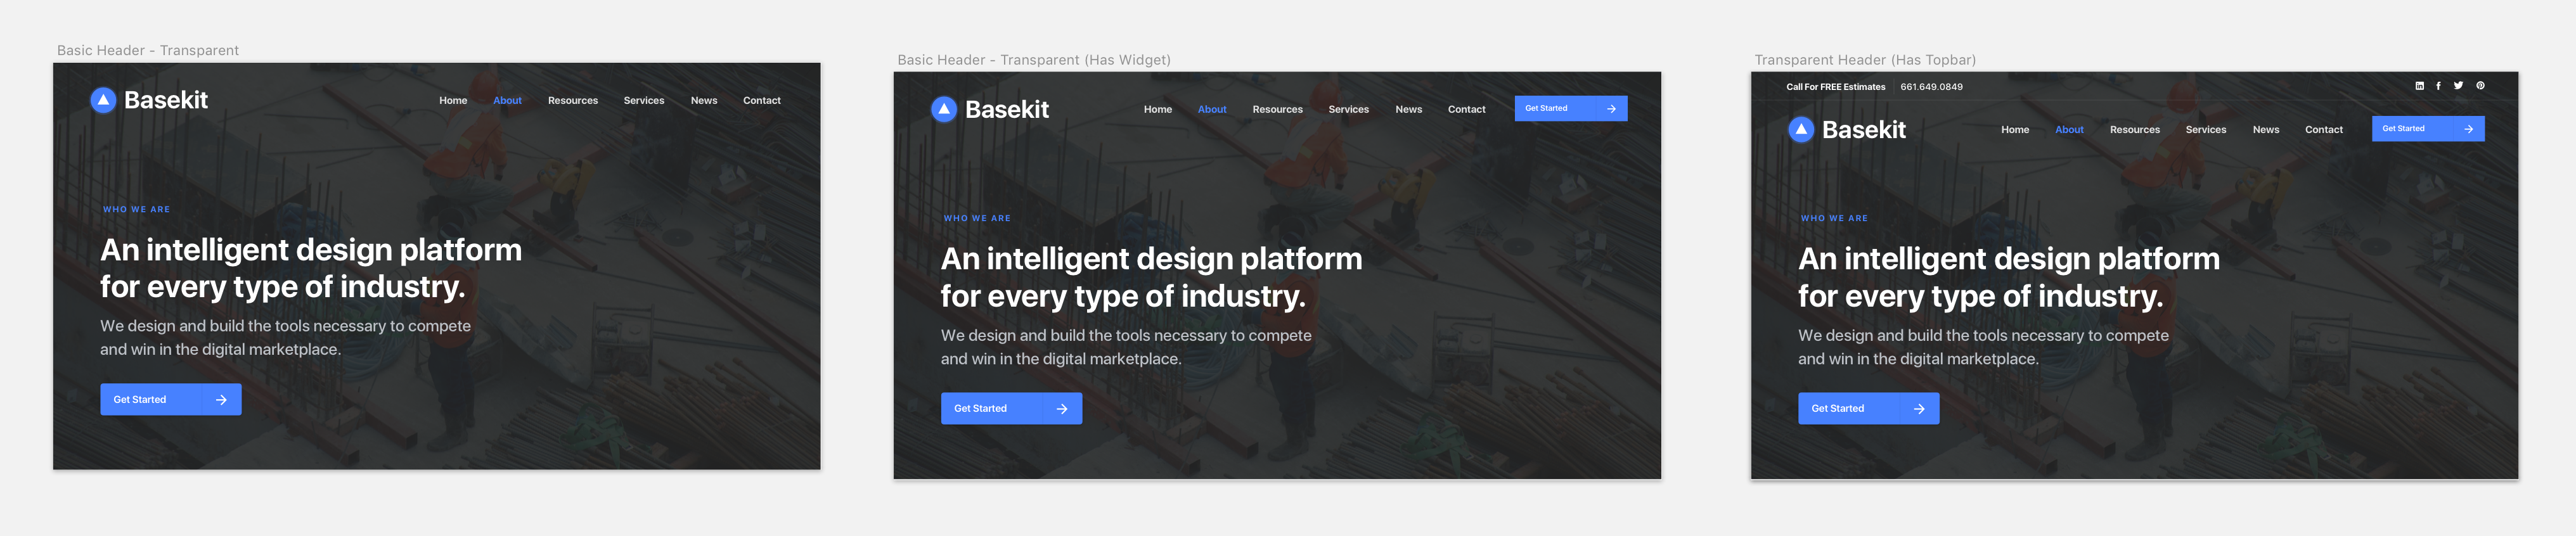 Basic Header - Transparent
Basekit
Home About Resources Services News Contact
WHO WE ARE
An intelligent design platform
for every type of industry.
We design and build the tools necessary to compete
and win in the digital marketplace.
Get Started
Basic Header - Transparent (Has Widget)
Basekit
Home About Resources Services News Contact Get Started
WHO WE ARE
An intelligent design platform
for every type of industry.
We design and build the tools necessary to compete
and win in the digital marketplace.
Get Started
Transparent Header (Has Topbar)
Call For FREE Estimates 661.649.0849
Basekit
Home About Resources Services News Contact Get Started
WHO WE ARE
An intelligent design platform
for every type of industry.
We design and build the tools necessary to compete
and win in the digital marketplace.
Get Started